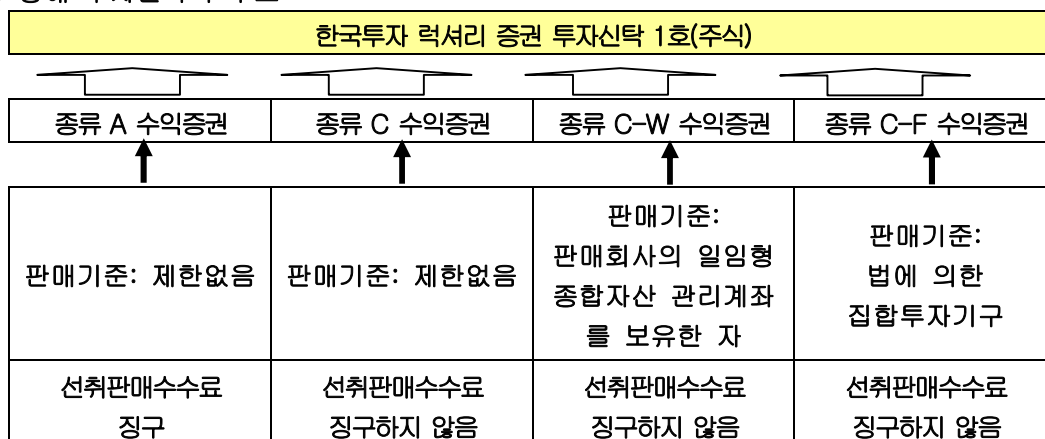 한국투자 럭셔리 증권 투자신탁 1호(주식)
종류 A 수익증권
종류 C 수익증권
종류 C-W 수익증권
종류 C-F 수익증권
판매기준: 제한없음
판매기준: 제한없음
판매기준:
판매회사의 일임형
종합자산 관리계좌
를 보유한 자
판매기준:
법에 의한
집합투자기구
선취판매수수료
징구
선취판매수수료
징구하지 않음
선취판매수수료
징구하지 않음
선취판매수수료
징구하지 않음